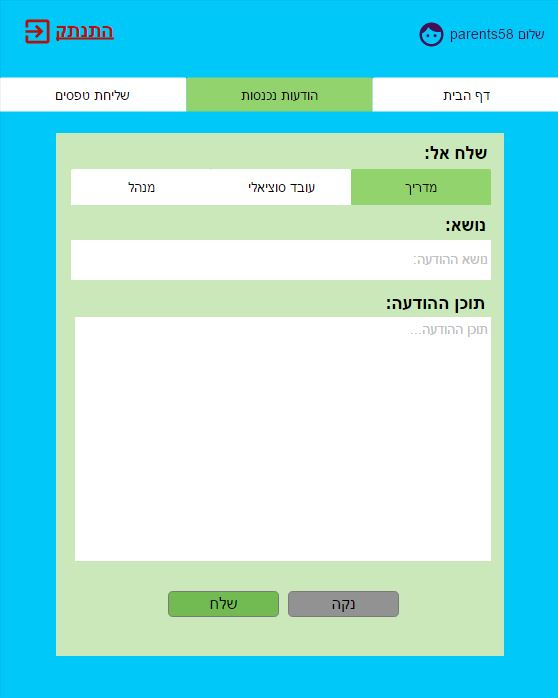 שלום parents58
התנתק
דף הבית
הודעות נכנסות
שליחת טפסים
שלח אל:
מדריך
עובד סוציאלי
מנהל
נושא:
נושא ההודעה:
תוכן ההודעה:
תוכן ההודעה...
נקה
שלח